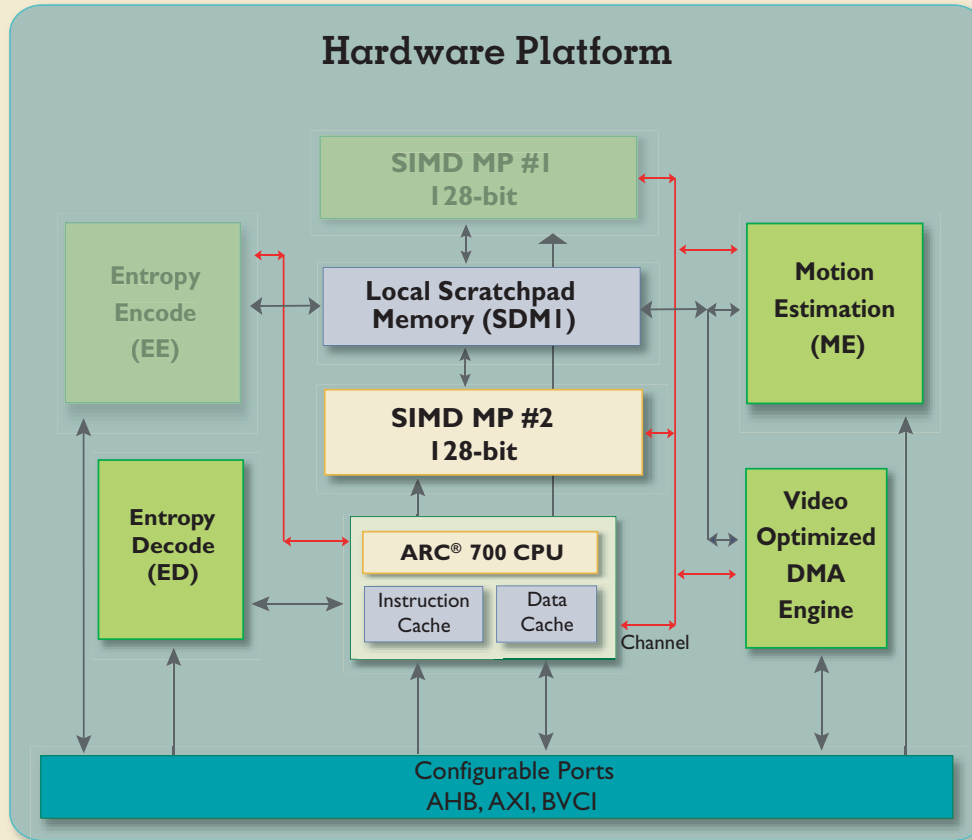 Hardware Platform
SIMD MP #1
128-bit
Entropy
Encode
(EE)
Local Scratchpad
Memory (SDM1)
Motion
Estimation
(ME)
SIMD MP #2
128-bit
Entropy
Decode
(ED)
ARC® 700 CPU
Instruction
Cache
Data
Cache
Channel
Video
Optimized
DMA
Engine
Configurable Ports
AHB, AXI, BVCI